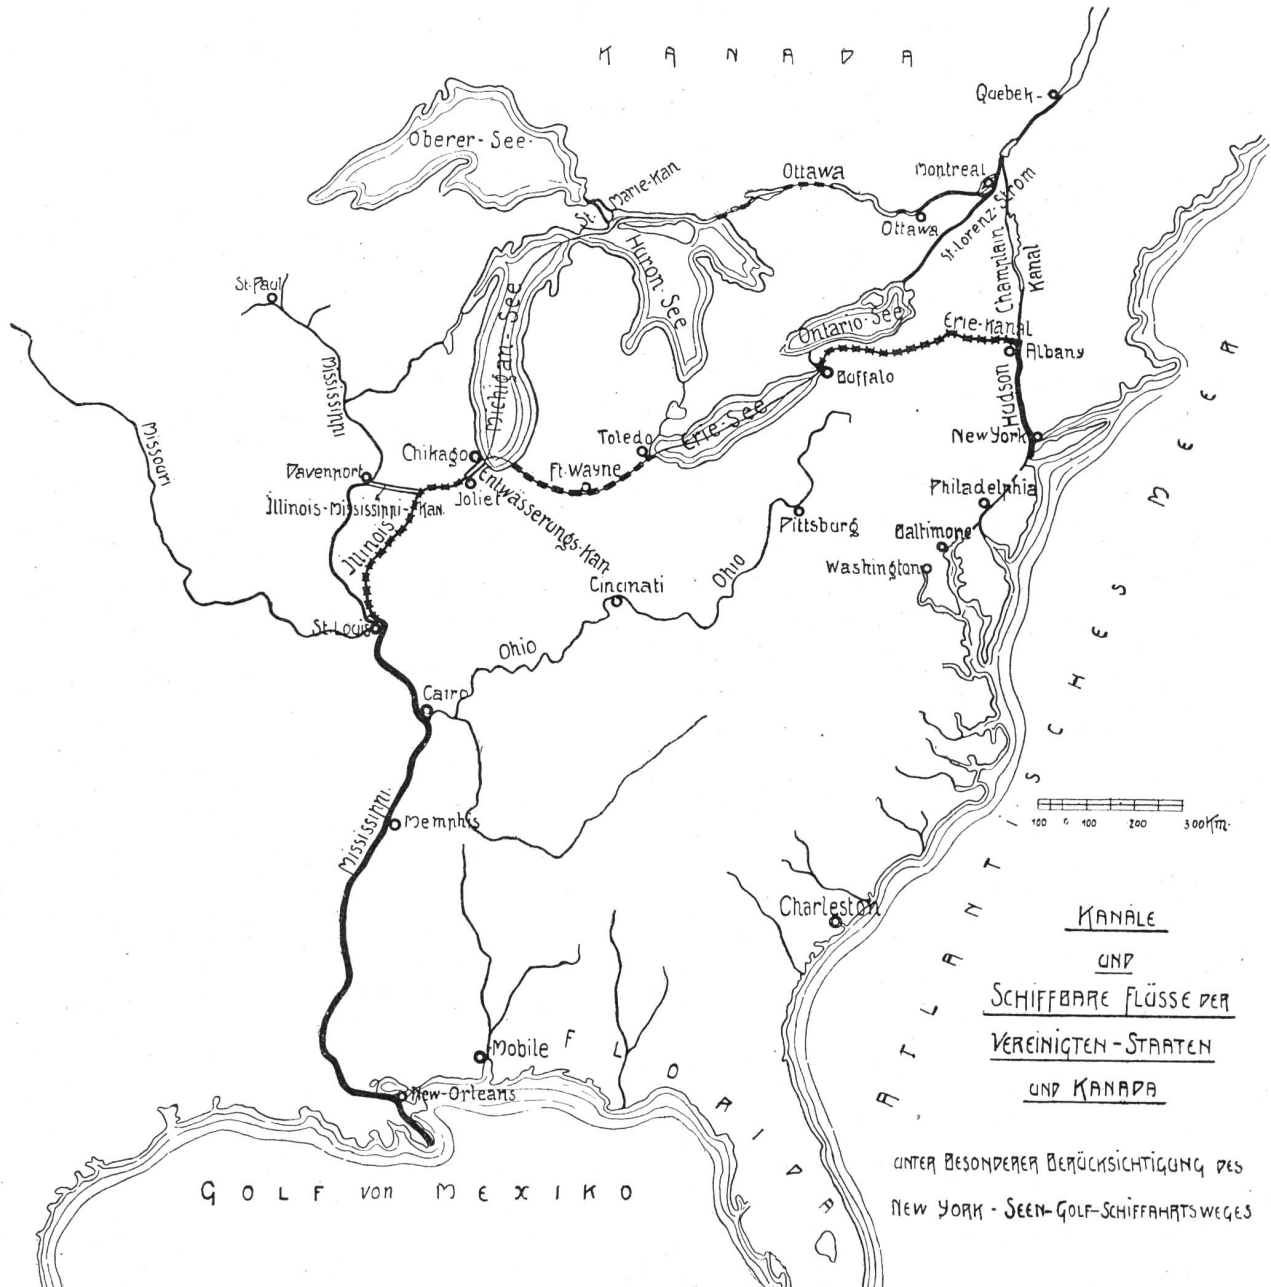 KANADA
Quebek
Oberer-See
Montreal
Ottawa
St. Marie-Kan
Ottawa
St. Lorenz-Strom
Huron-See
Champlain
Kanal
St. Paul
Michigan-See
Ontario-See
Erie-Kanal
Albany
Buffalo
Mississippi
Hudson
Erie-See
Missouri
Toledo
New York
Chikago
Davenport
Ft. Wayne
Joliet
Illinois-Mississippi-Kan.
Entwässerungs-Kan
Philadelphia
Pittsburg
Baltimore
Illinois
Washington
Ohio
Cincinati
St. Louis
Ohio
Cairo
Mississippi
Memphis
ATLANTISCHES MEER
100 0 100 200 300 Km.
Charleston
KANÄLE
UND
SCHIFFBARE FLÜSSE DER
VEREINIGTEN-STAATEN
UND KANADA
Mobile
FLORIDA
New-Orleans
GOLF von MEXIKO
UNTER BESONDERER BERÜCKSICHTIGUNG DES
NEW YORK - SEEN-GOLF-SCHIFFAHRTSWEGES